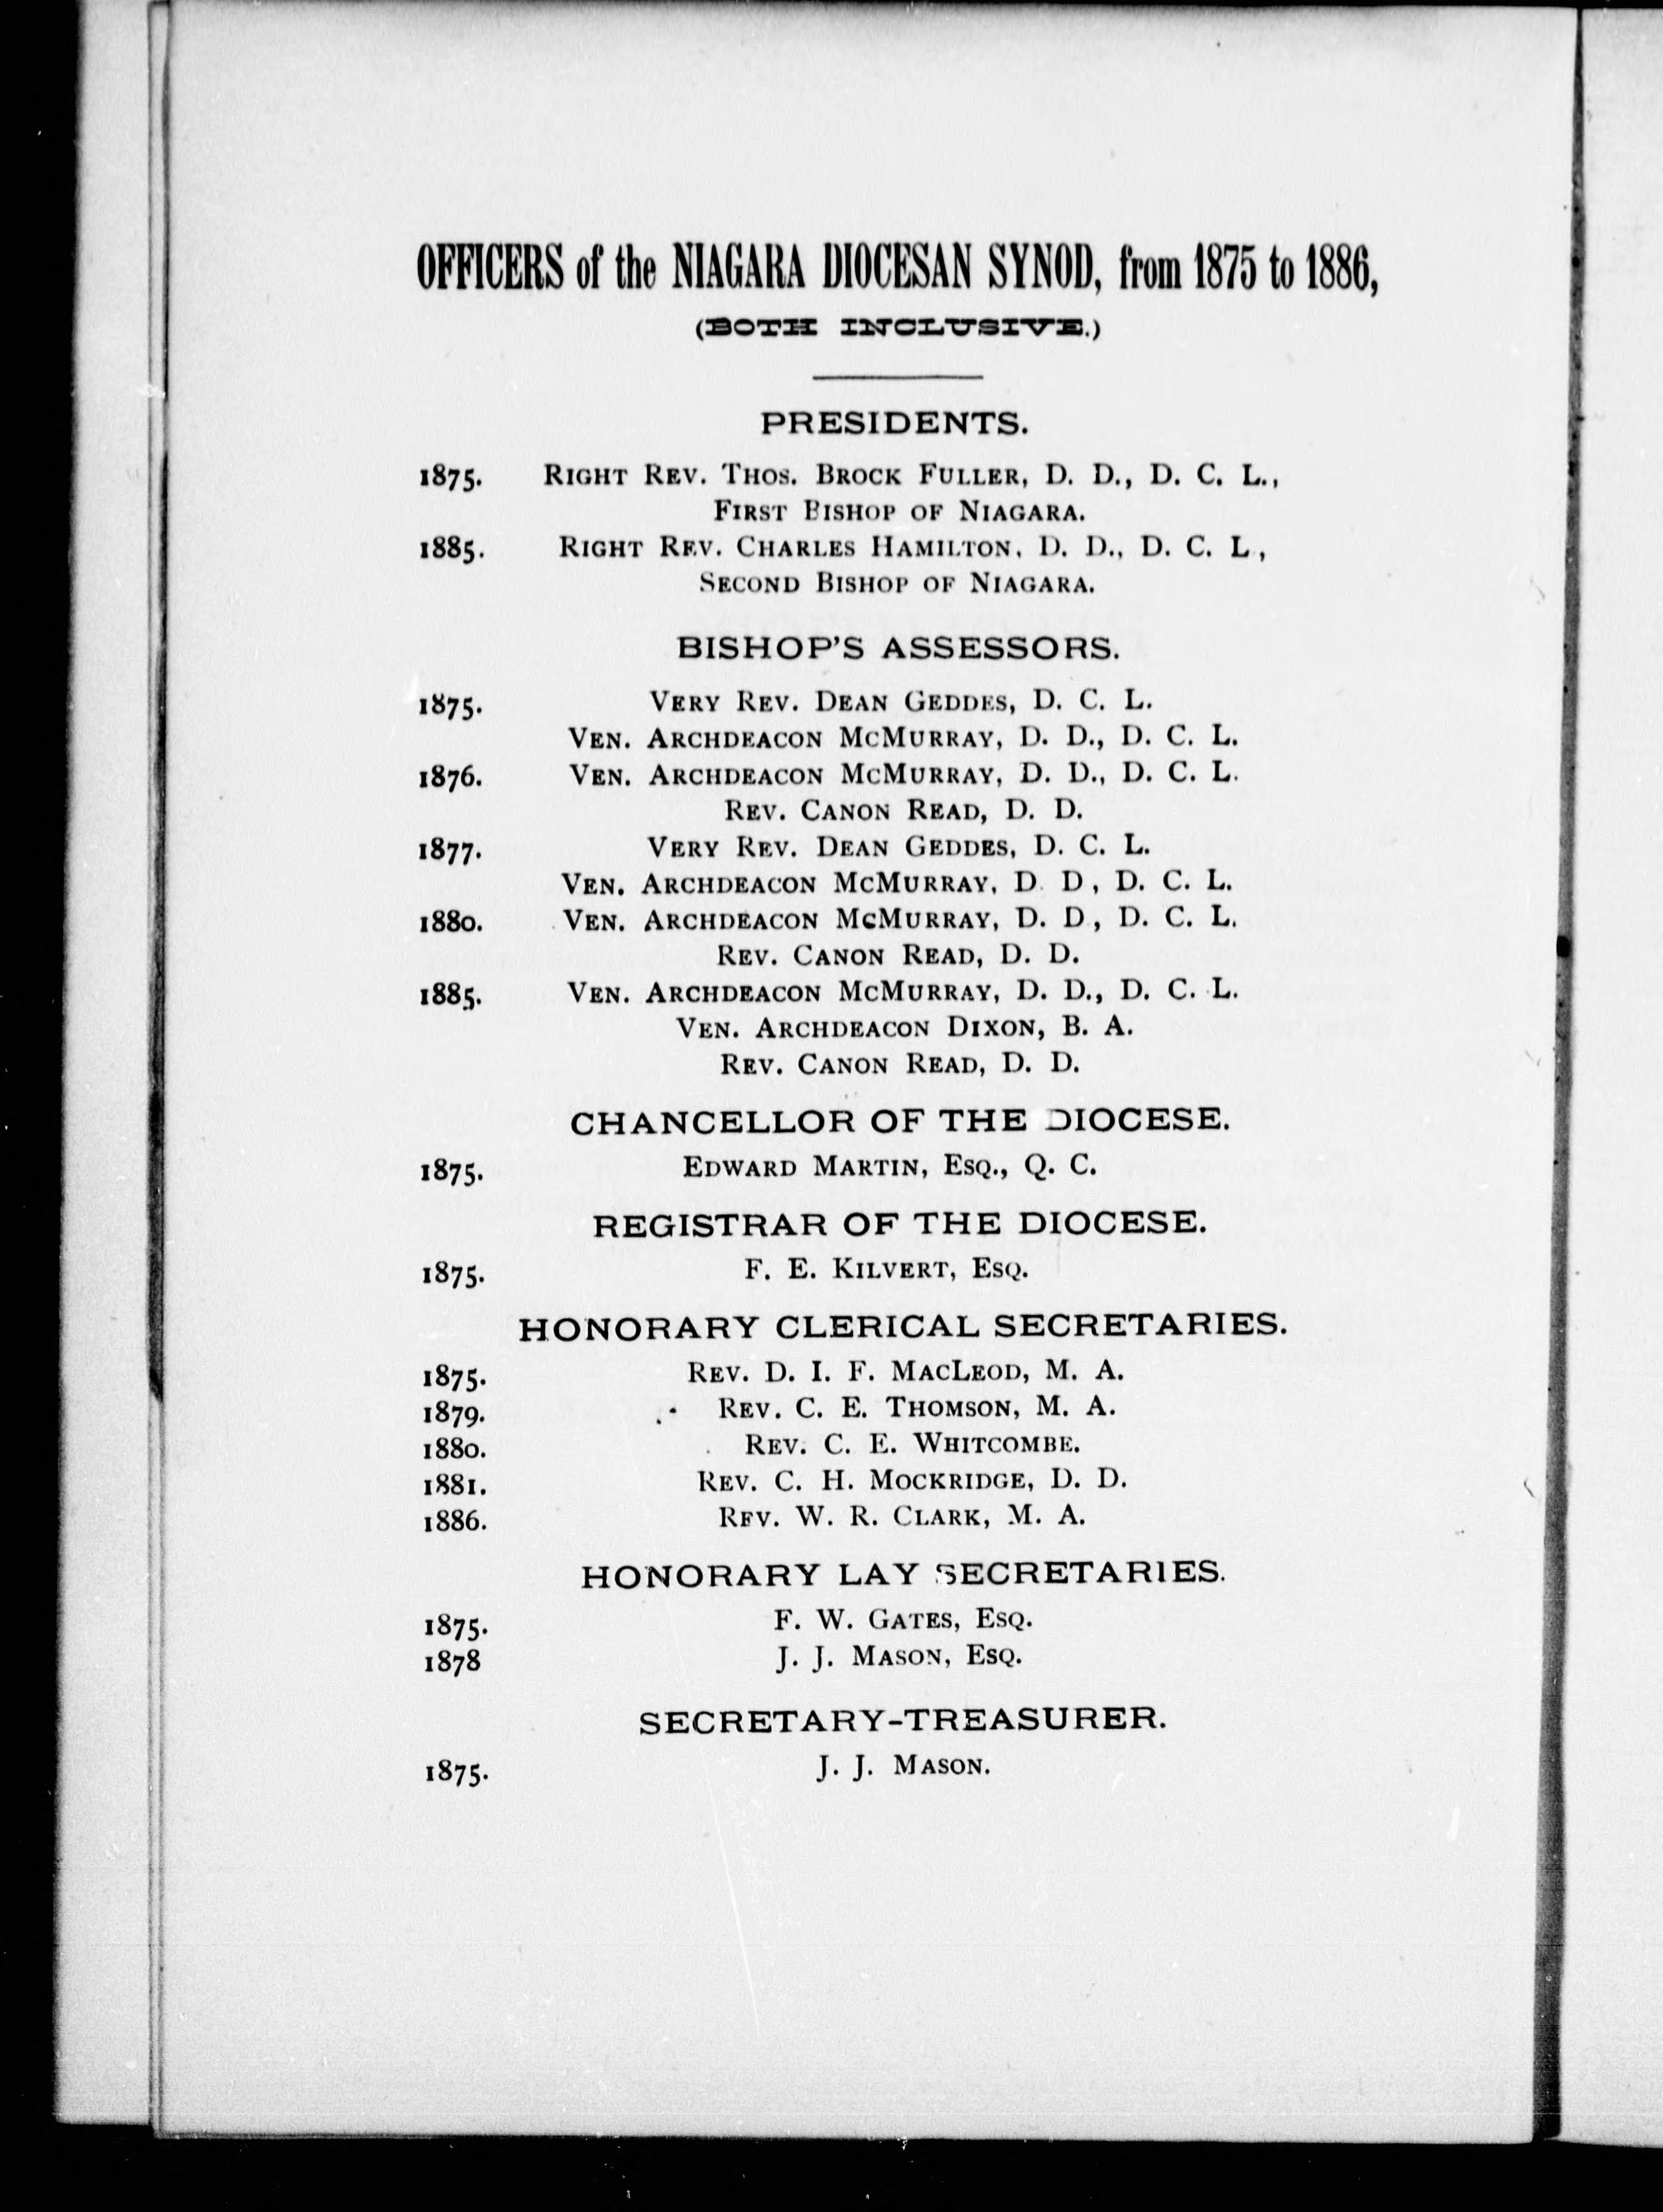 OFFICERS of the NIAGARA DIOCESAN SYNOD, from 1875 to 1886,
(BOTH INCLUSIVE.)
PRESIDENTS.
1875. RIGHT REV. THOS. BROCK FULLER, D. D., D. C. L.,
FIRST BISHOP OF NIAGARA.
1885. RIGHT REV. CHARLES HAMILTON, D. D., D. C. L,
SECOND BISHOP OF NIAGARA.
BISHOP'S ASSESSORS.
1875. VERY REV. DEAN GEDDES, D. C. L.
VEN. ARCHDEACON MCMURRAY, D. D., D. C. L.
1876. VEN. ARCHDEACON MCMURRAY, D. D., D. C. L.
REV. CANON READ, D. D.
1877. VERY REV. DEAN GEDDES, D. C. L.
VEN. ARCHDEACON MCMURRAY, D. D, D. C. L.
1880. VEN. ARCHDEACON MCMURRAY, D. D, D. C. L.
REV. CANON READ, D. D.
1885. VEN. ARCHDEACON MCMURRAY, D. D., D. C. L.
VEN. ARCHDEACON DIXON, B. A.
REV. CANON READ, D. D.
CHANCELLOR OF THE DIOCESE.
1875. EDWARD MARTIN, ESQ., Q. C.
REGISTRAR OF THE DIOCESE.
1875. F. E. KILVERT, ESQ.
HONORARY CLERICAL SECRETARIES.
1875. REV. D. I. F. MACLEOD, M. A.
1879. REV. C. E. THOMSON, M. A.
1880. REV. C. E. WHITCOMBE.
1881. REV. C. H. MOCKRIDGE, D. D.
1886. REV. W. R. CLARK, M. A.
HONORARY LAY SECRETARIES.
1875. F. W. GATES, ESQ.
1878 J. J. MASON, ESQ.
SECRETARY-TREASURER.
1875. J. J. MASON.